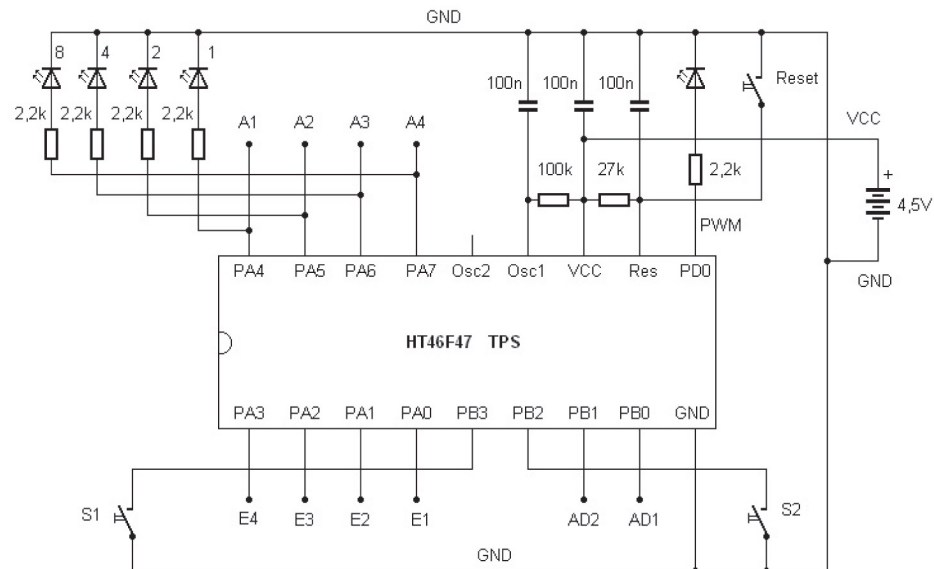 GND
8 4 2 1
100n 100n 100n Reset
2,2k 2,2k 2,2k 2,2k
A1 A2 A3 A4 VCC
+
100k 27k 2,2k 4,5V
PWM
PA4 PA5 PA6 PA7 Osc2 Osc1 VCC Res PD0
GND
HT46F47 TPS
PA3 PA2 PA1 PA0 PB3 PB2 PB1 PB0 GND
S1 E4 E3 E2 E1 AD2 AD1 S2
GND